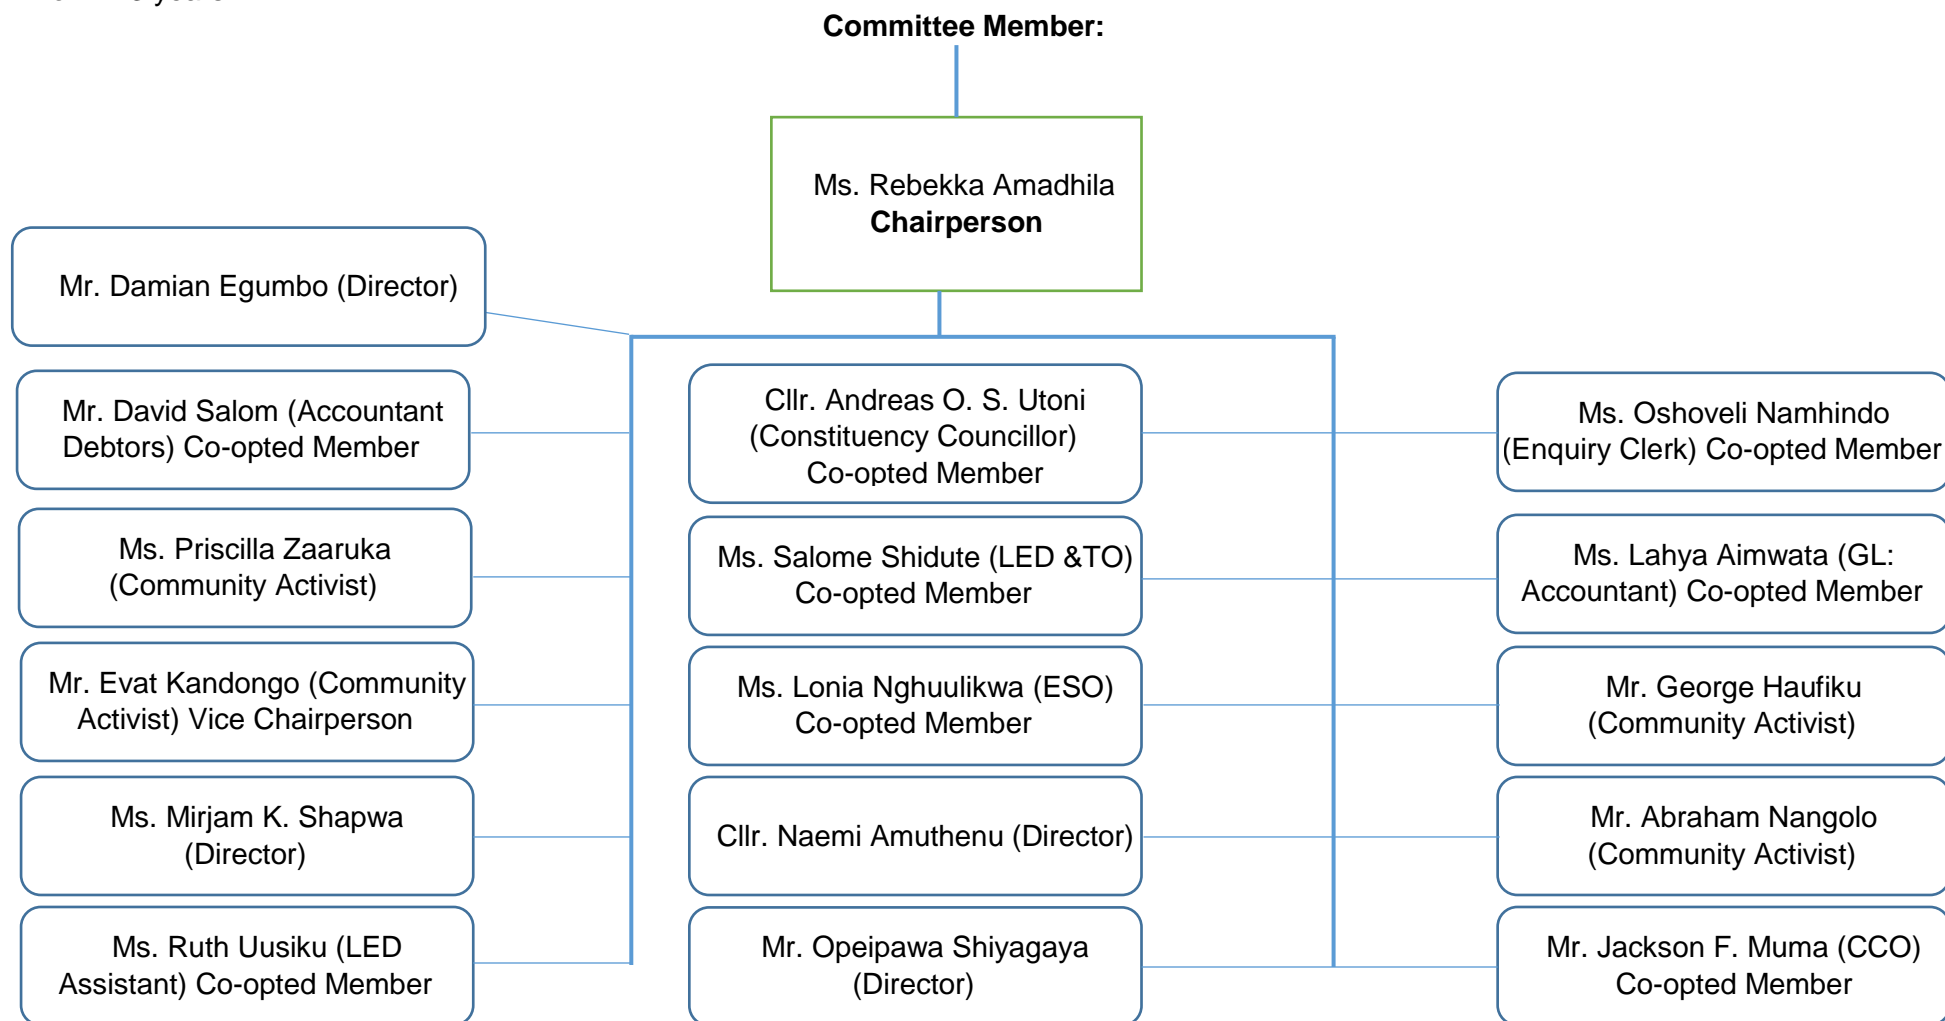 years
Committee Member:
Ms. Rebekka Amadhila
Chairperson
Mr. Damian Egumbo (Director)
Mr. David Salom (Accountant
Debtors) Co-opted Member
Ms. Priscilla Zaaruka
(Community Activist)
Mr. Evat Kandongo (Community
Activist) Vice Chairperson
Ms. Mirjam K. Shapwa
(Director)
Ms. Ruth Uusiku (LED
Assistant) Co-opted Member
Cllr. Andreas O. S. Utoni
(Constituency Councillor)
Co-opted Member
Ms. Salome Shidute (LED &TO)
Co-opted Member
Ms. Lonia Nghuulikwa (ESO)
Co-opted Member
Cllr. Naemi Amuthenu (Director)
Mr. Opeipawa Shiyagaya
(Director)
Ms. Oshoveli Namhindo
(Enquiry Clerk) Co-opted Member
Ms. Lahya Aimwata (GL:
Accountant) Co-opted Member
Mr. George Haufiku
(Community Activist)
Mr. Abraham Nangolo
(Community Activist)
Mr. Jackson F. Muma (CCO)
Co-opted Member